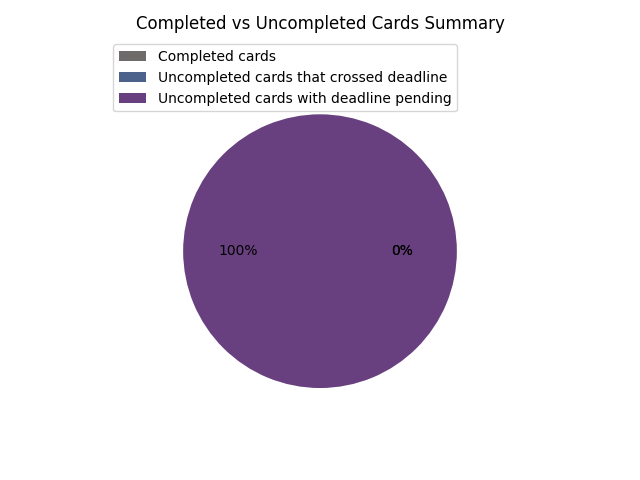 Completed vs Uncompleted Cards Summary
Completed cards
Uncompleted cards that crossed deadline
Uncompleted cards with deadline pending
100%
0%